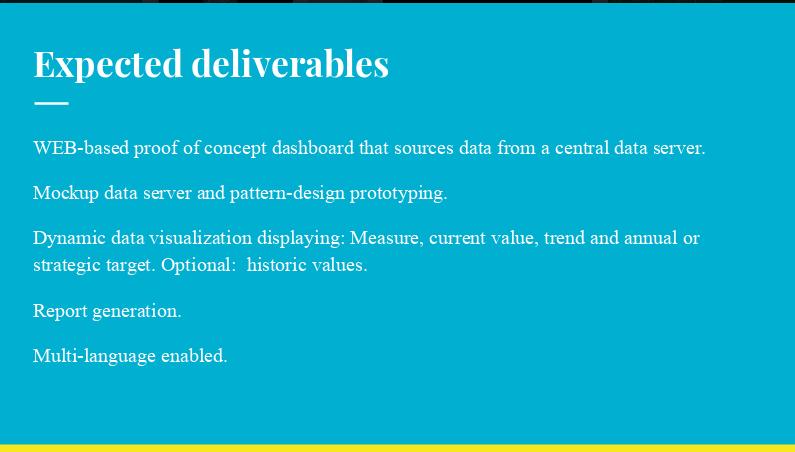 Expected deliverables
WEB-based proof of concept dashboard that sources data from a central data server.
Mockup data server and pattern-design prototyping.
Dynamic data visualization displaying: Measure, current value, trend and annual or
strategic target. Optional:  historic values.
Report generation.
Multi-language enabled.